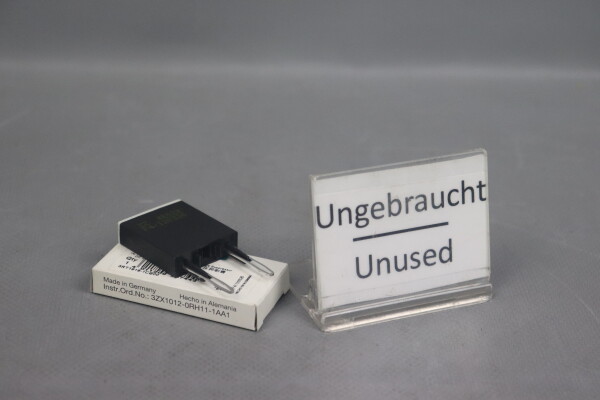 Ungebraucht
Unused
Made in Germany
Hecho in Alemania
Instr.Ord.No.: 3ZX1012-0RH11-1AA1